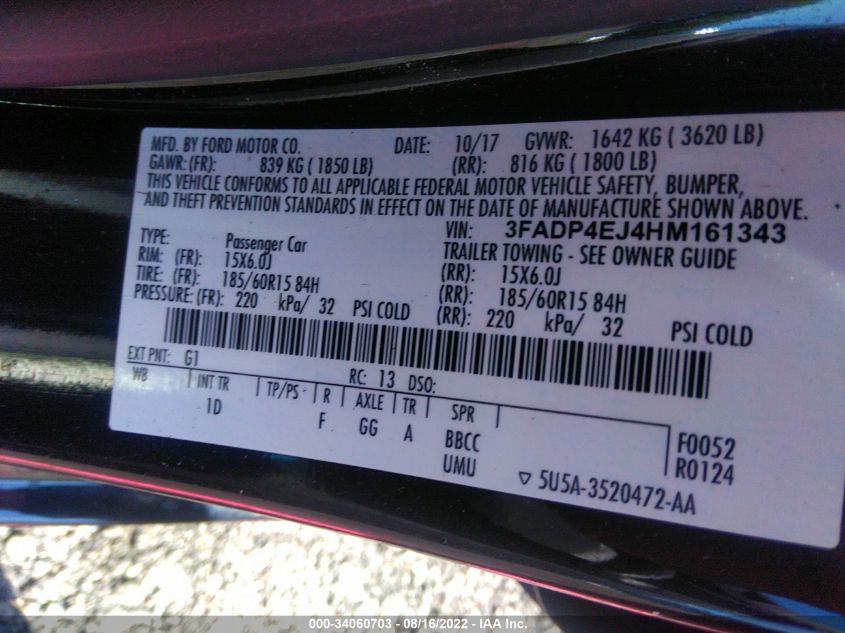 MFD. BY FORD MOTOR CO. DATE: 10/17 GVWR: 1642 KG ( 3620 LB)
GAWR: (FR): 839 KG ( 1850 LB) (RR): 816 KG ( 1800 LB)
THIS VEHICLE CONFORMS TO ALL APPLICABLE FEDERAL MOTOR VEHICLE SAFETY, BUMPER,
AND THEFT PREVENTION STANDARDS IN EFFECT ON THE DATE OF MANUFACTURE SHOWN ABOVE.
VIN: 3FADP4EJ4HM161343
TYPE: Passenger Car TRAILER TOWING - SEE OWNER GUIDE
RIM: (FR): 15X6.0J (RR): 15X6.0J
TIRE: (FR): 185/60R15 84H (RR): 185/60R15 84H
PRESSURE: (FR): 220 kPa/ 32 PSI COLD (RR): 220 kPa/ 32 PSI COLD
EXT PNT: G1 RC: 13 DSO:
WB INT TR TP/PS R AXLE TR SPR
1D F GG A BBCC F0052
UMU R0124
5U5A-3520472-AA
000-34060703 - 08/16/2022 - IAA Inc.